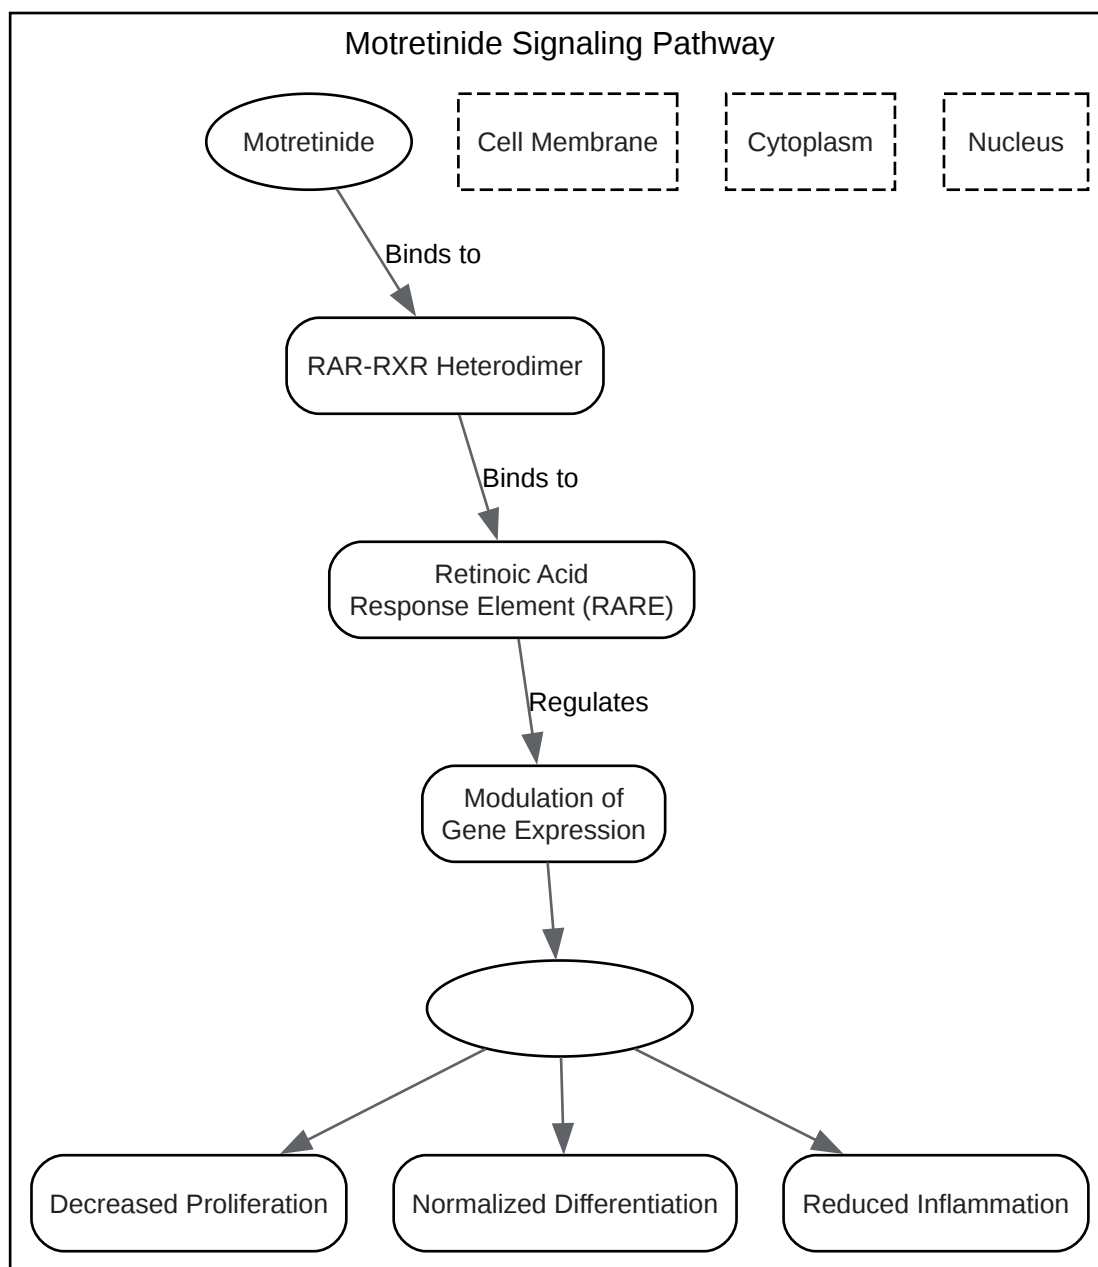 Motretinide Signaling Pathway
Motretinide
Cell Membrane
Cytoplasm
Nucleus
Binds to
RAR-RXR Heterodimer
Binds to
Retinoic Acid
Response Element (RARE)
Regulates
Modulation of
Gene Expression
Decreased Proliferation
Normalized Differentiation
Reduced Inflammation